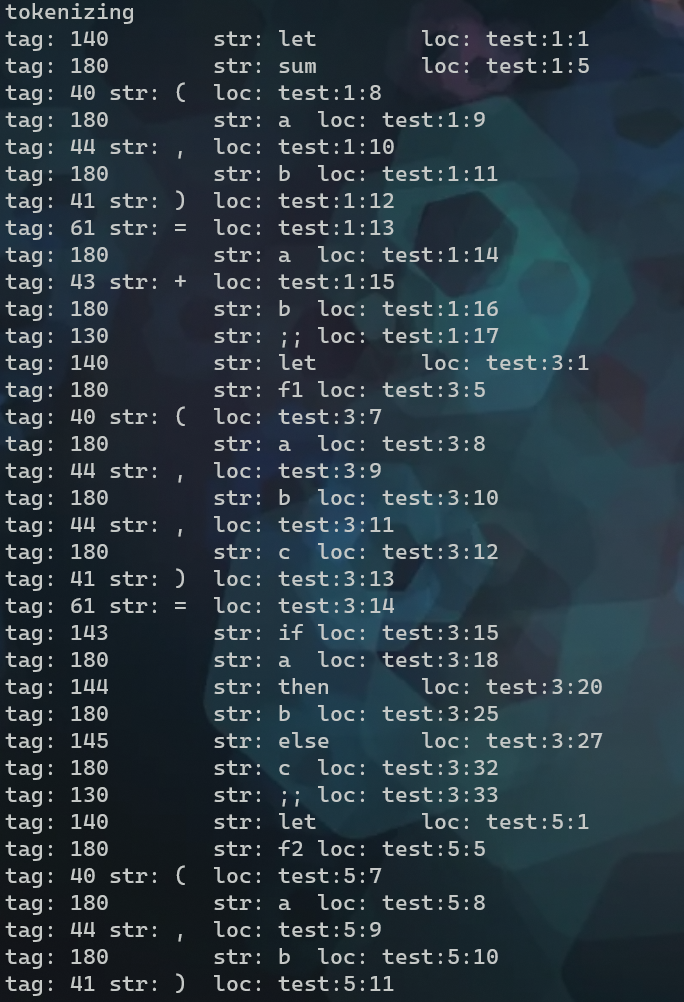 tokenizing
tag: 140 str: let loc: test:1:1
tag: 180 str: sum loc: test:1:5
tag: 40 str: ( loc: test:1:8
tag: 180 str: a loc: test:1:9
tag: 44 str: , loc: test:1:10
tag: 180 str: b loc: test:1:11
tag: 41 str: ) loc: test:1:12
tag: 61 str: = loc: test:1:13
tag: 180 str: a loc: test:1:14
tag: 43 str: + loc: test:1:15
tag: 180 str: b loc: test:1:16
tag: 130 str: ;; loc: test:1:17
tag: 140 str: let loc: test:3:1
tag: 180 str: f1 loc: test:3:5
tag: 40 str: ( loc: test:3:7
tag: 180 str: a loc: test:3:8
tag: 44 str: , loc: test:3:9
tag: 180 str: b loc: test:3:10
tag: 44 str: , loc: test:3:11
tag: 180 str: c loc: test:3:12
tag: 41 str: ) loc: test:3:13
tag: 61 str: = loc: test:3:14
tag: 143 str: if loc: test:3:15
tag: 180 str: a loc: test:3:18
tag: 144 str: then loc: test:3:20
tag: 180 str: b loc: test:3:25
tag: 145 str: else loc: test:3:27
tag: 180 str: c loc: test:3:32
tag: 130 str: ;; loc: test:3:33
tag: 140 str: let loc: test:5:1
tag: 180 str: f2 loc: test:5:5
tag: 40 str: ( loc: test:5:7
tag: 180 str: a loc: test:5:8
tag: 44 str: , loc: test:5:9
tag: 180 str: b loc: test:5:10
tag: 41 str: ) loc: test:5:11